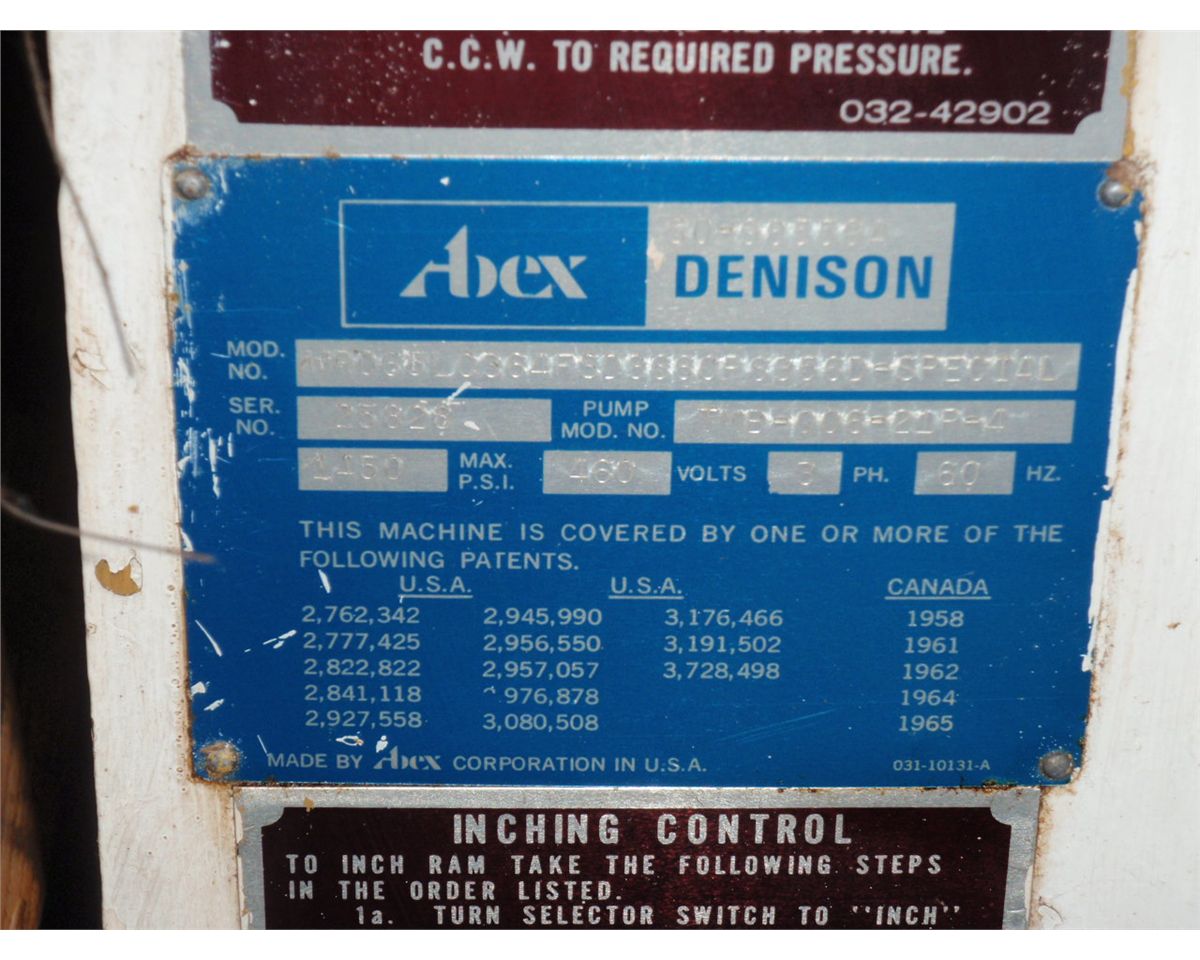 C.C.W. TO REQUIRED PRESSURE.
032-42902
Abex DENISON
MOD. NO.
SPECIAL
SER. NO. 25828 PUMP MOD. NO.
1450 MAX. P.S.I. 460 VOLTS 3 PH. 60 HZ.
THIS MACHINE IS COVERED BY ONE OR MORE OF THE
FOLLOWING PATENTS.
U.S.A. U.S.A. CANADA
2,762,342 2,945,990 3,176,466 1958
2,777,425 2,956,550 3,191,502 1961
2,822,822 2,957,057 3,728,498 1962
2,841,118 976,878 1964
2,927,558 3,080,508 1965
MADE BY Abex CORPORATION IN U.S.A. 031-10131-A
INCHING CONTROL
TO INCH RAM TAKE THE FOLLOWING STEPS
IN THE ORDER LISTED.
1a. TURN SELECTOR SWITCH TO "INCH"